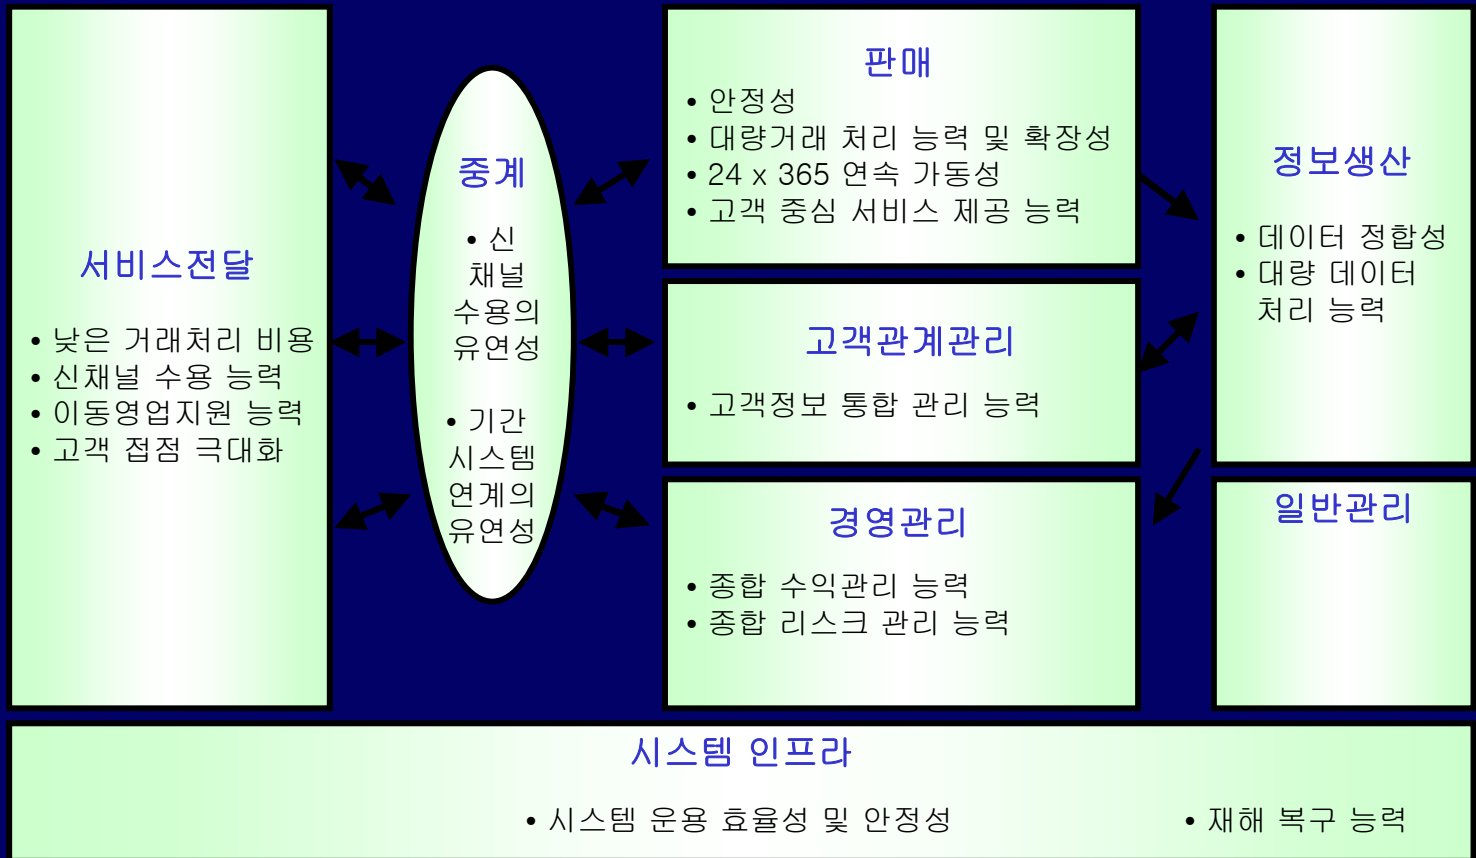 서비스전달
• 낮은 거래처리 비용
• 신채널 수용 능력
• 이동영업지원 능력
• 고객 접점 극대화
중계
• 신
채널
수용의
유연성
• 기간
시스템
연계의
유연성
판매
• 안정성
• 대량거래 처리 능력 및 확장성
• 24 x 365 연속 가동성
• 고객 중심 서비스 제공 능력
고객관계관리
• 고객정보 통합 관리 능력
경영관리
• 종합 수익관리 능력
• 종합 리스크 관리 능력
정보생산
• 데이터 정합성
• 대량 데이터
처리 능력
일반관리
시스템 인프라
• 시스템 운용 효율성 및 안정성
• 재해 복구 능력